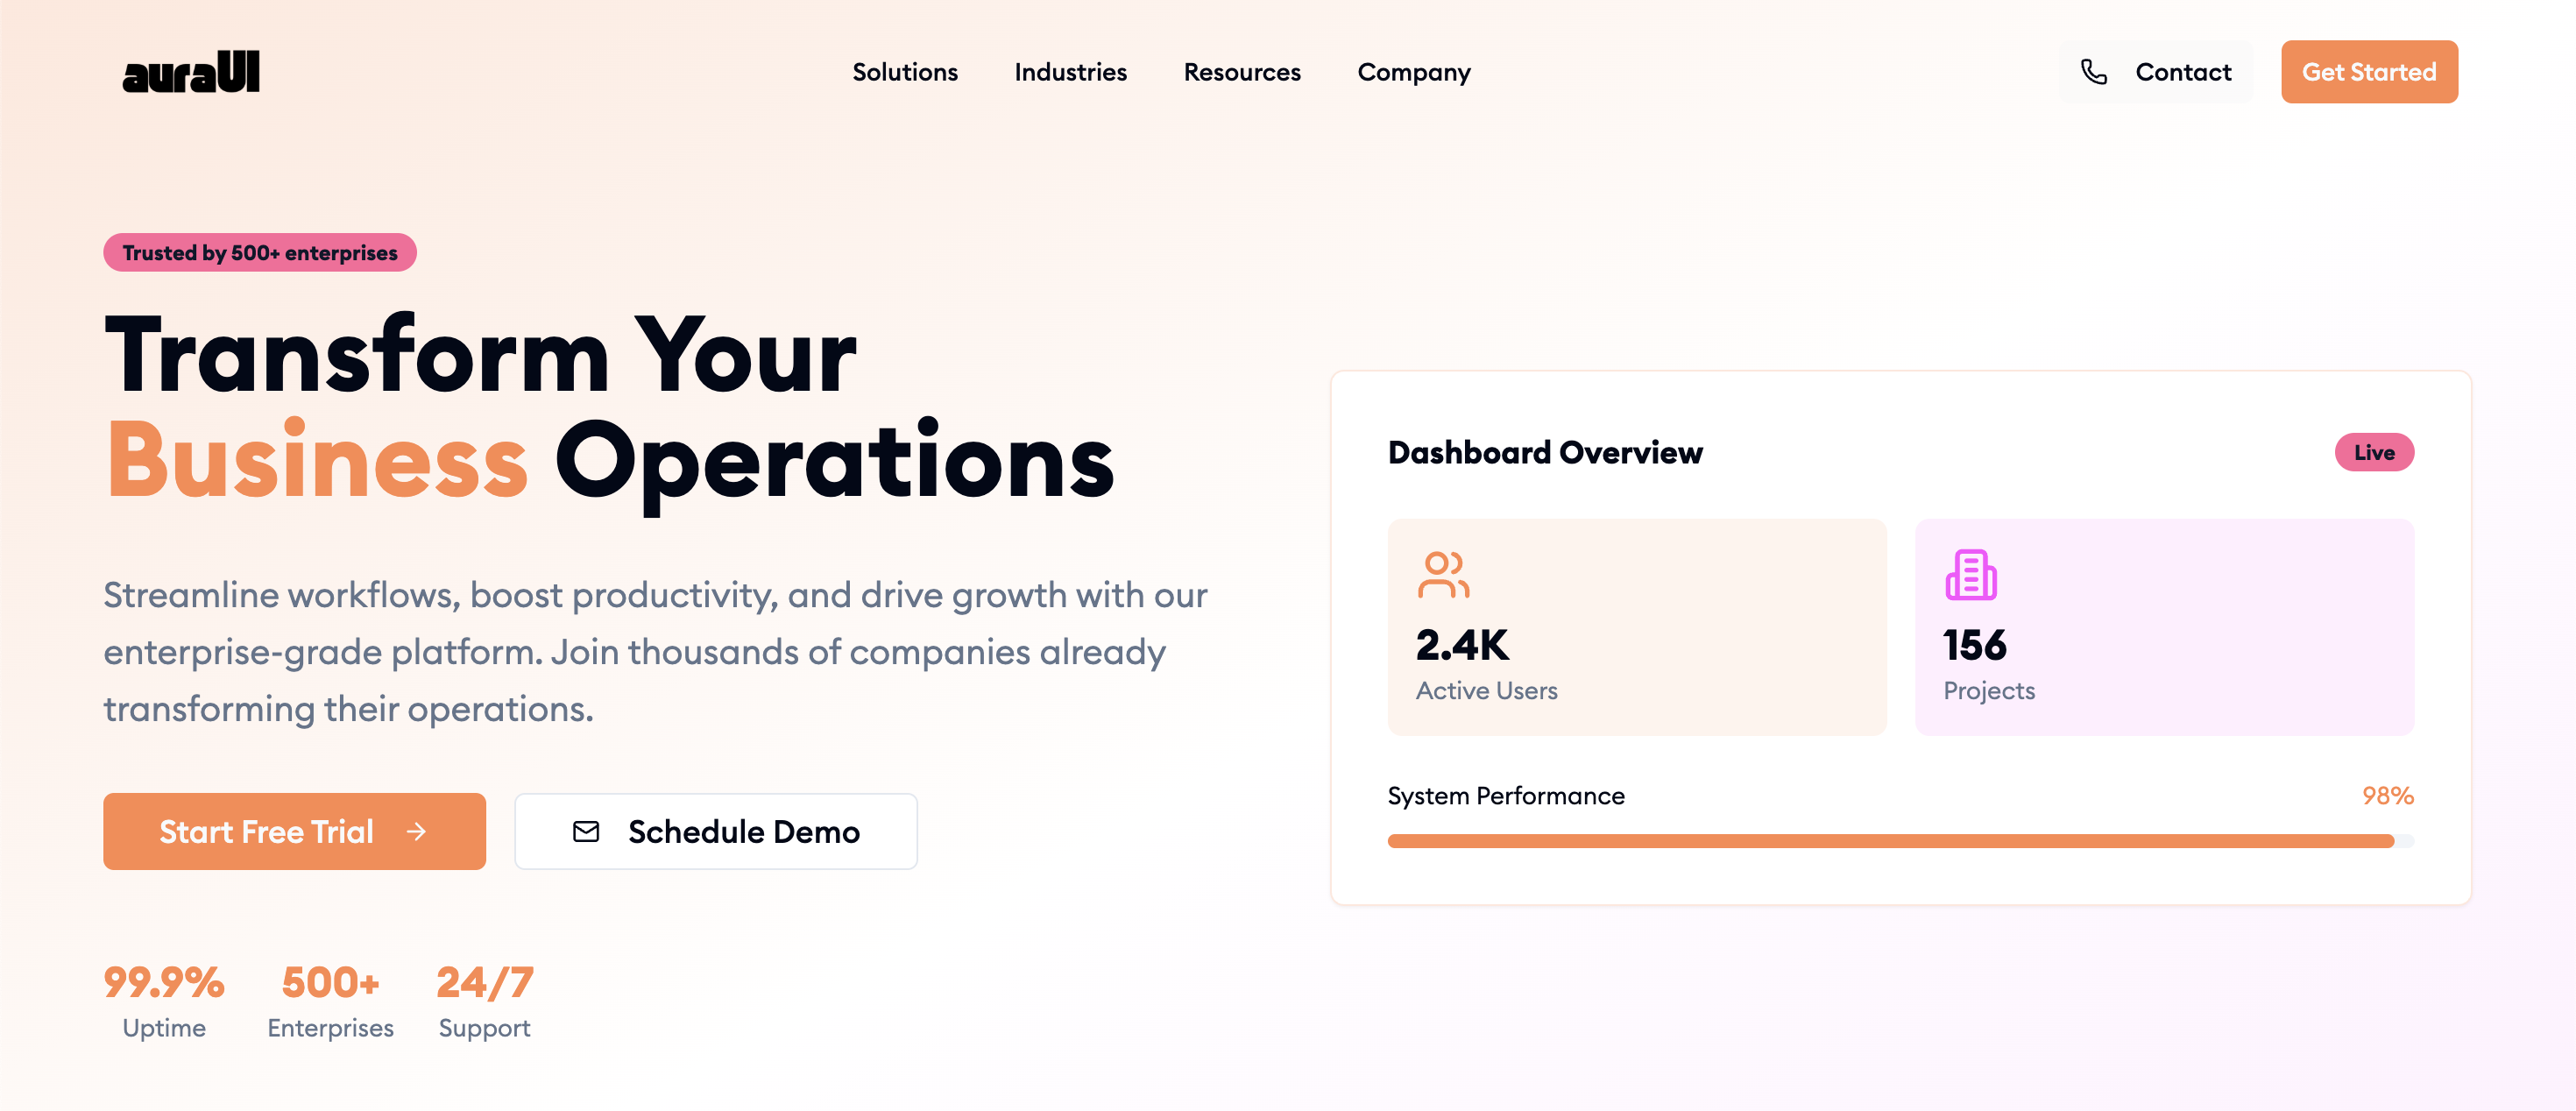 auraUI
Solutions
Industries
Resources
Company
Contact
Get Started
Trusted by 500+ enterprises
Transform Your
Business Operations
Streamline workflows, boost productivity, and drive growth with our
enterprise-grade platform. Join thousands of companies already
transforming their operations.
Start Free Trial
Schedule Demo
99.9%
Uptime
500+
Enterprises
24/7
Support
Dashboard Overview
Live
2.4K
Active Users
156
Projects
System Performance
98%